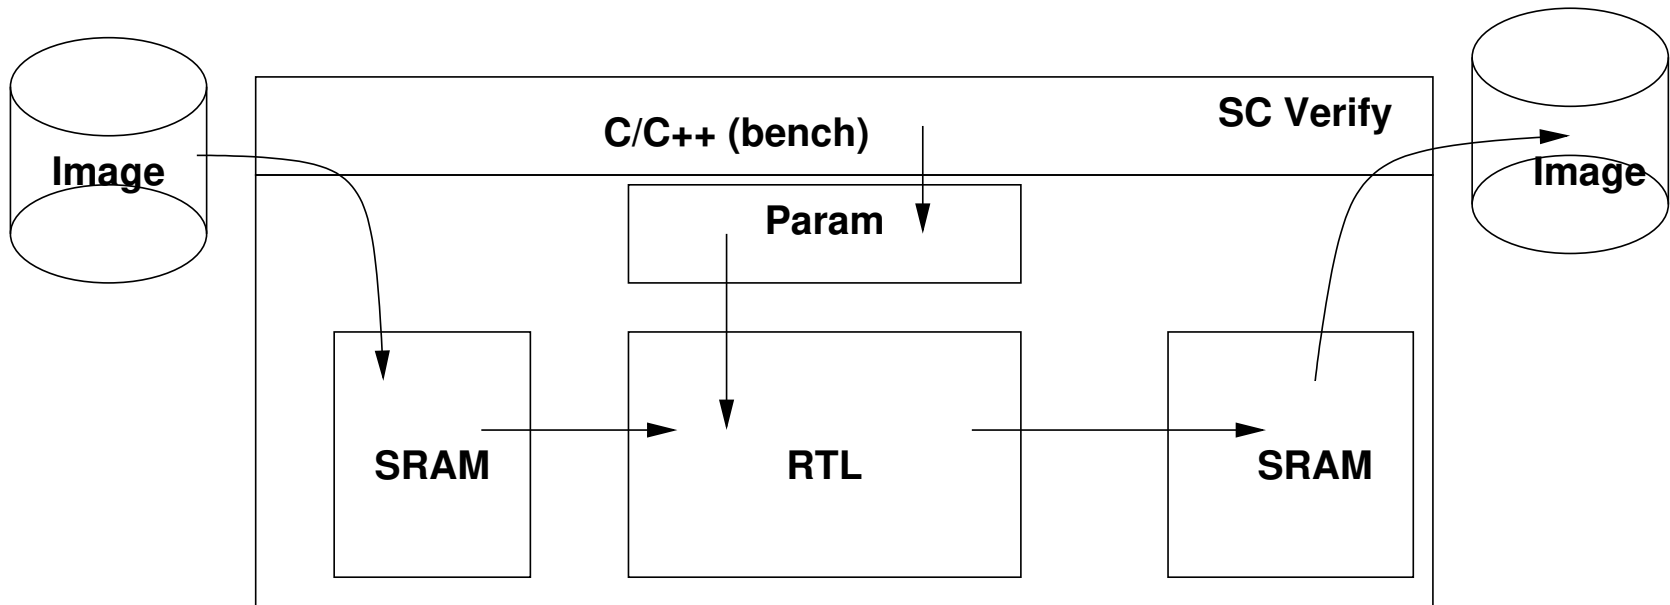 SC Verify
C/C++ (bench)
Image
Image
Param
SRAM
RTL
SRAM